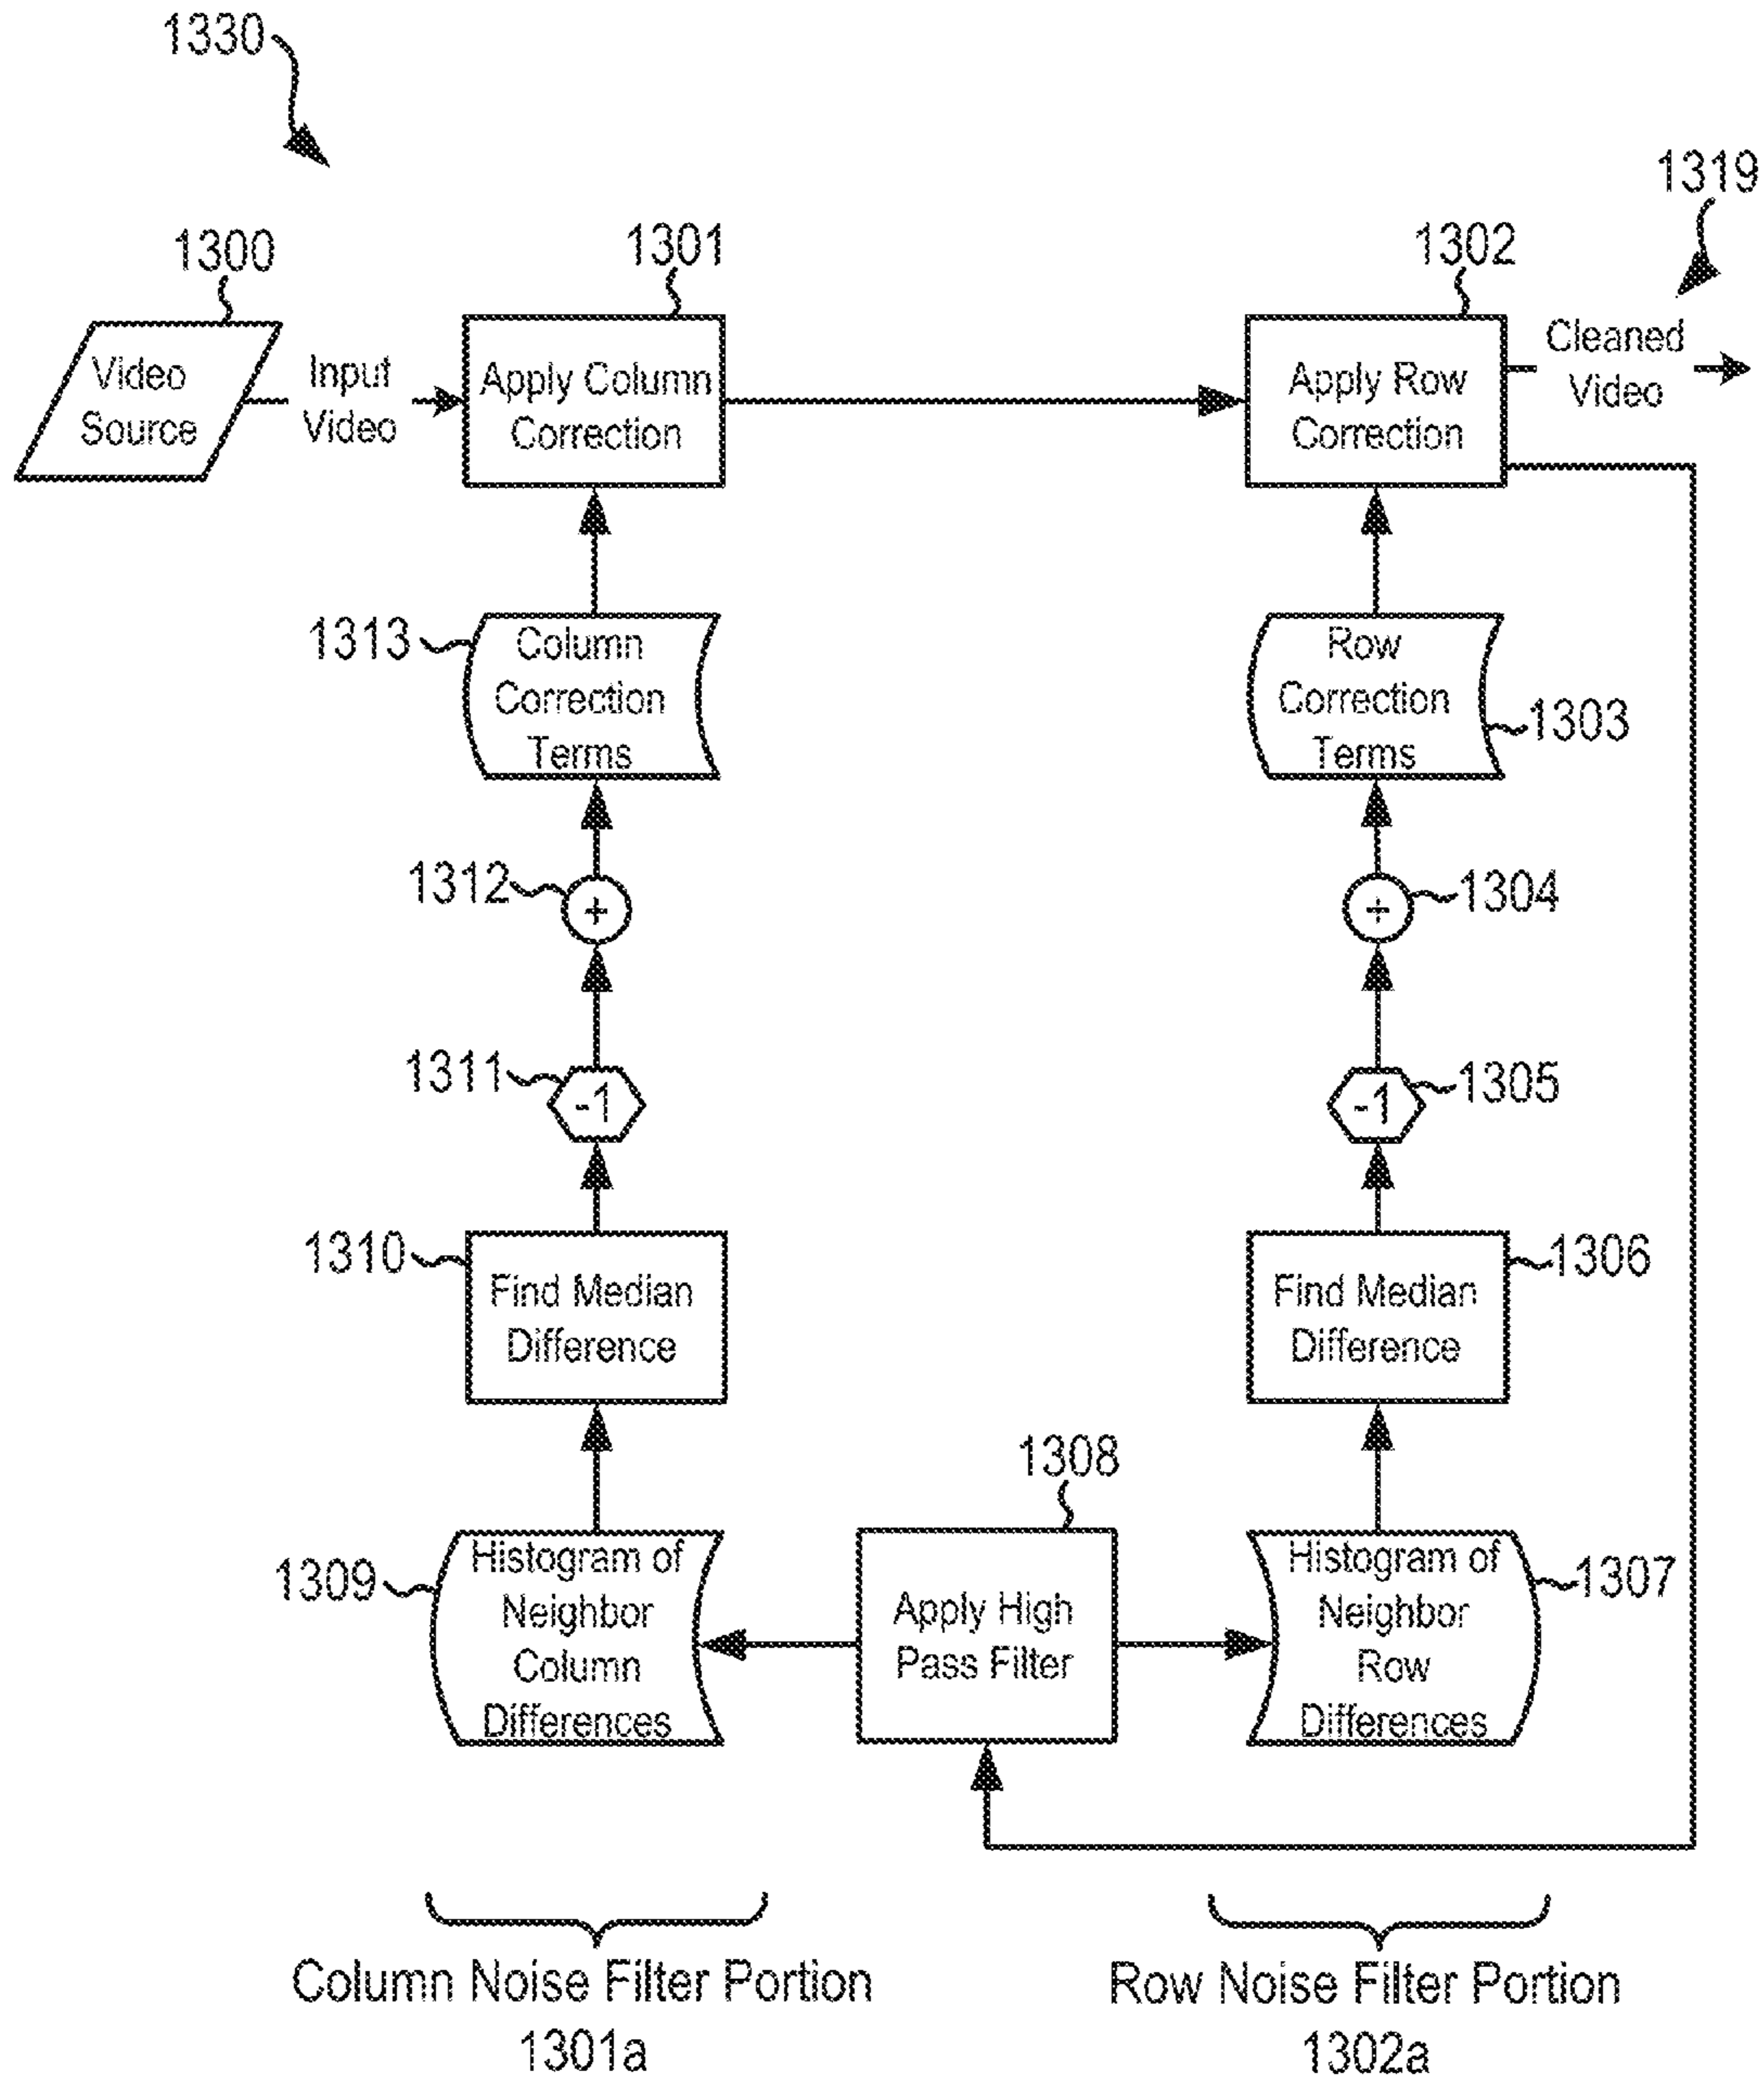 1330
1319
1300
1301
1302
Video
Source
Input
Video
Apply Column
Correction
Apply Row
Correction
Cleaned
Video
1313
Column
Correction
Terms
Row
Correction
Terms
1303
1312
+
+
1304
1311
-1
-1
1305
1310
Find Median
Difference
Find Median
Difference
1306
1308
1309
Histogram of
Neighbor
Column
Differences
Apply High
Pass Filter
Histogram of
Neighbor
Row
Differences
1307
Column Noise Filter Portion
1301a
Row Noise Filter Portion
1302a